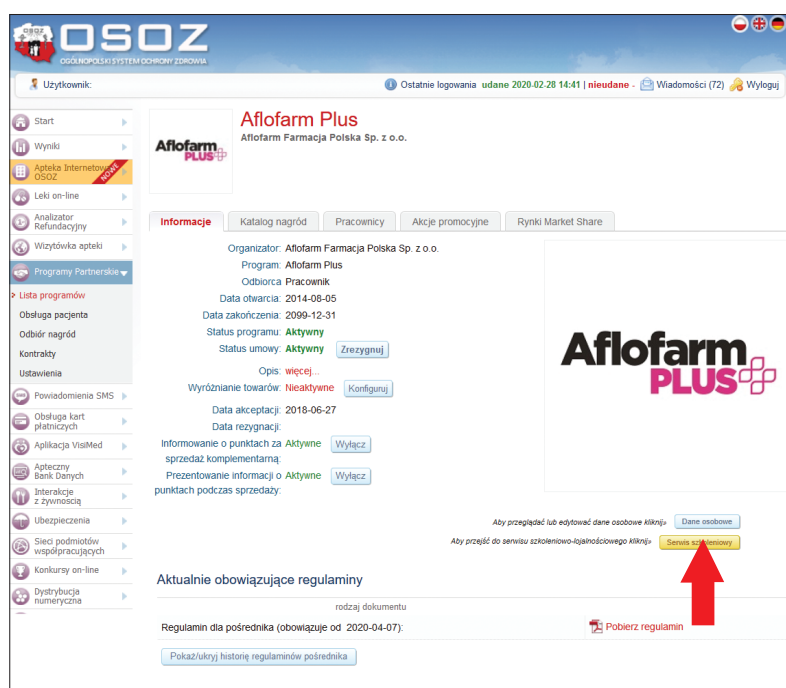 OSOZ
OSOZ
OGÓLNOPOLSKI SYSTEM OCHRONY ZDROWIA
Użytkownik:
Ostatnie logowania udane 2020-02-28 14:41 | nieudane - Wiadomości (72) Wyloguj
Start
Wyniki
Apteka Internetowa OSOZ
NOWE
Leki on-line
Analizator
Refundacyjny
Wizytówka apteki
Programy Partnerskie
Lista programów
Obsługa pacjenta
Odbiór nagród
Kontrakty
Ustawienia
Powiadomienia SMS
Obsługa kart
płatniczych
Aplikacja VisiMed
Apteczny
Bank Danych
Interakcje
z żywnością
Ubezpieczenia
Sieci podmiotów
współpracujących
Konkursy on-line
Dystrybucja
numeryczna
Aflofarm
PLUS
Aflofarm Plus
Aflofarm Farmacja Polska Sp. z o.o.
Informacje Katalog nagród Pracownicy Akcje promocyjne Rynki Market Share
Organizator: Aflofarm Farmacja Polska Sp. z o.o.
Program: Aflofarm Plus
Odbiorca Pracownik
Data otwarcia: 2014-08-05
Data zakończenia: 2099-12-31
Status programu: Aktywny
Status umowy: Aktywny Zrezygnuj
Opis: więcej...
Wyróżnianie towarów: Nieaktywne Konfiguruj
Data akceptacji: 2018-06-27
Data rezygnacji:
Informowanie o punktach za Aktywne Wyłącz
sprzedaż komplementarną:
Prezentowanie informacji o Aktywne Wyłącz
punktach podczas sprzedaży:
Aflofarm
PLUS
Aby przeglądać lub edytować dane osobowe kliknij» Dane osobowe
Aby przejść do serwisu szkoleniowo-lojalnościowego kliknij» Serwis szkoleniowy
Aktualnie obowiązujące regulaminy
rodzaj dokumentu
Regulamin dla pośrednika (obowiązuje od 2020-04-07): Pobierz regulamin
Pokaż/ukryj historię regulaminów pośrednika